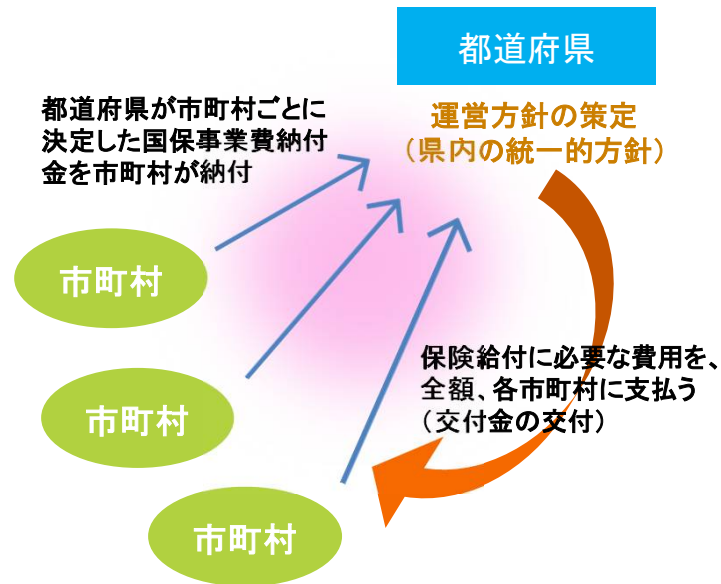 都道府県
運営方針の策定
（県内の統一的方針）
都道府県が市町村ごとに
決定した国保事業費納付
金を市町村が納付
市町村
市町村
市町村
保険給付に必要な費用を、
全額、各市町村に支払う
（交付金の交付）